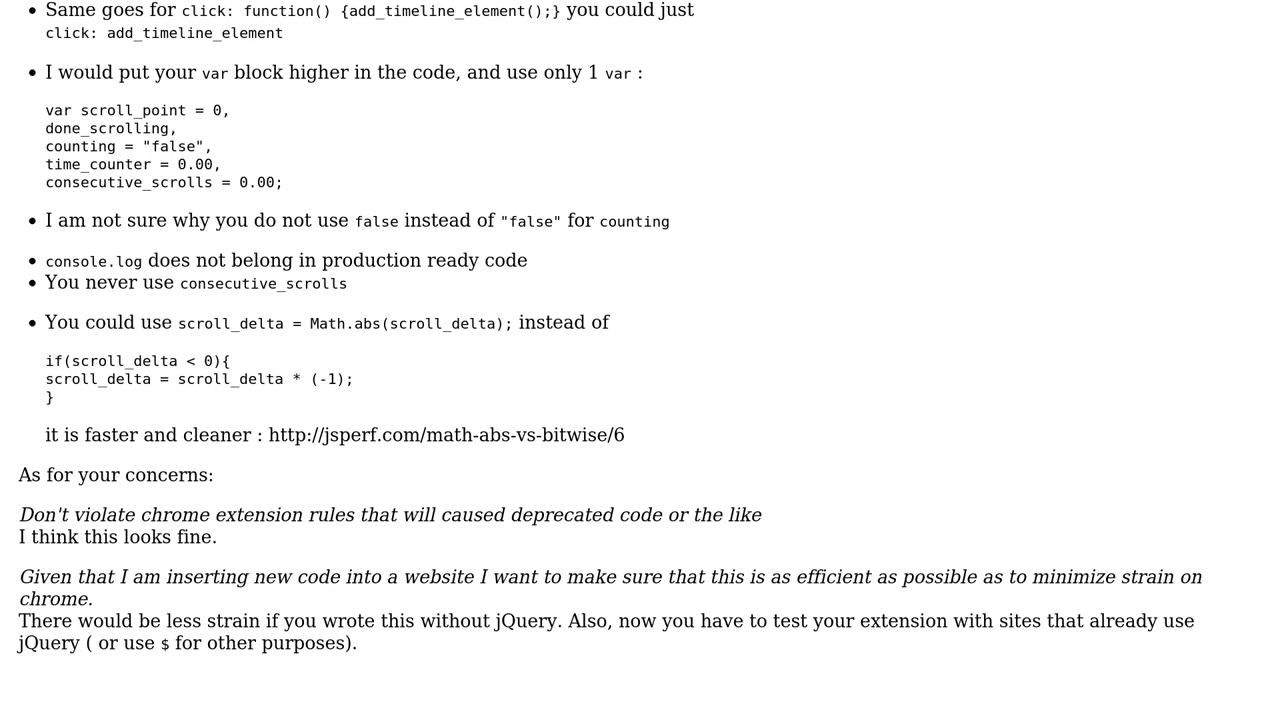 • Same goes for click: function() {add_timeline_element();} you could just
click: add_timeline_element
• I would put your var block higher in the code, and use only 1 var :
var scroll_point = 0,
done_scrolling,
counting = "false",
time_counter = 0.00,
consecutive_scrolls = 0.00;
• I am not sure why you do not use false instead of "false" for counting
• console.log does not belong in production ready code
• You never use consecutive_scrolls
• You could use scroll_delta = Math.abs(scroll_delta); instead of
if(scroll_delta < 0){
scroll_delta = scroll_delta * (-1);
}
it is faster and cleaner : http://jsperf.com/math-abs-vs-bitwise/6
As for your concerns:
Don't violate chrome extension rules that will caused deprecated code or the like
I think this looks fine.
Given that I am inserting new code into a website I want to make sure that this is as efficient as possible as to minimize strain on
chrome.
There would be less strain if you wrote this without jQuery. Also, now you have to test your extension with sites that already use
jQuery ( or use $ for other purposes).